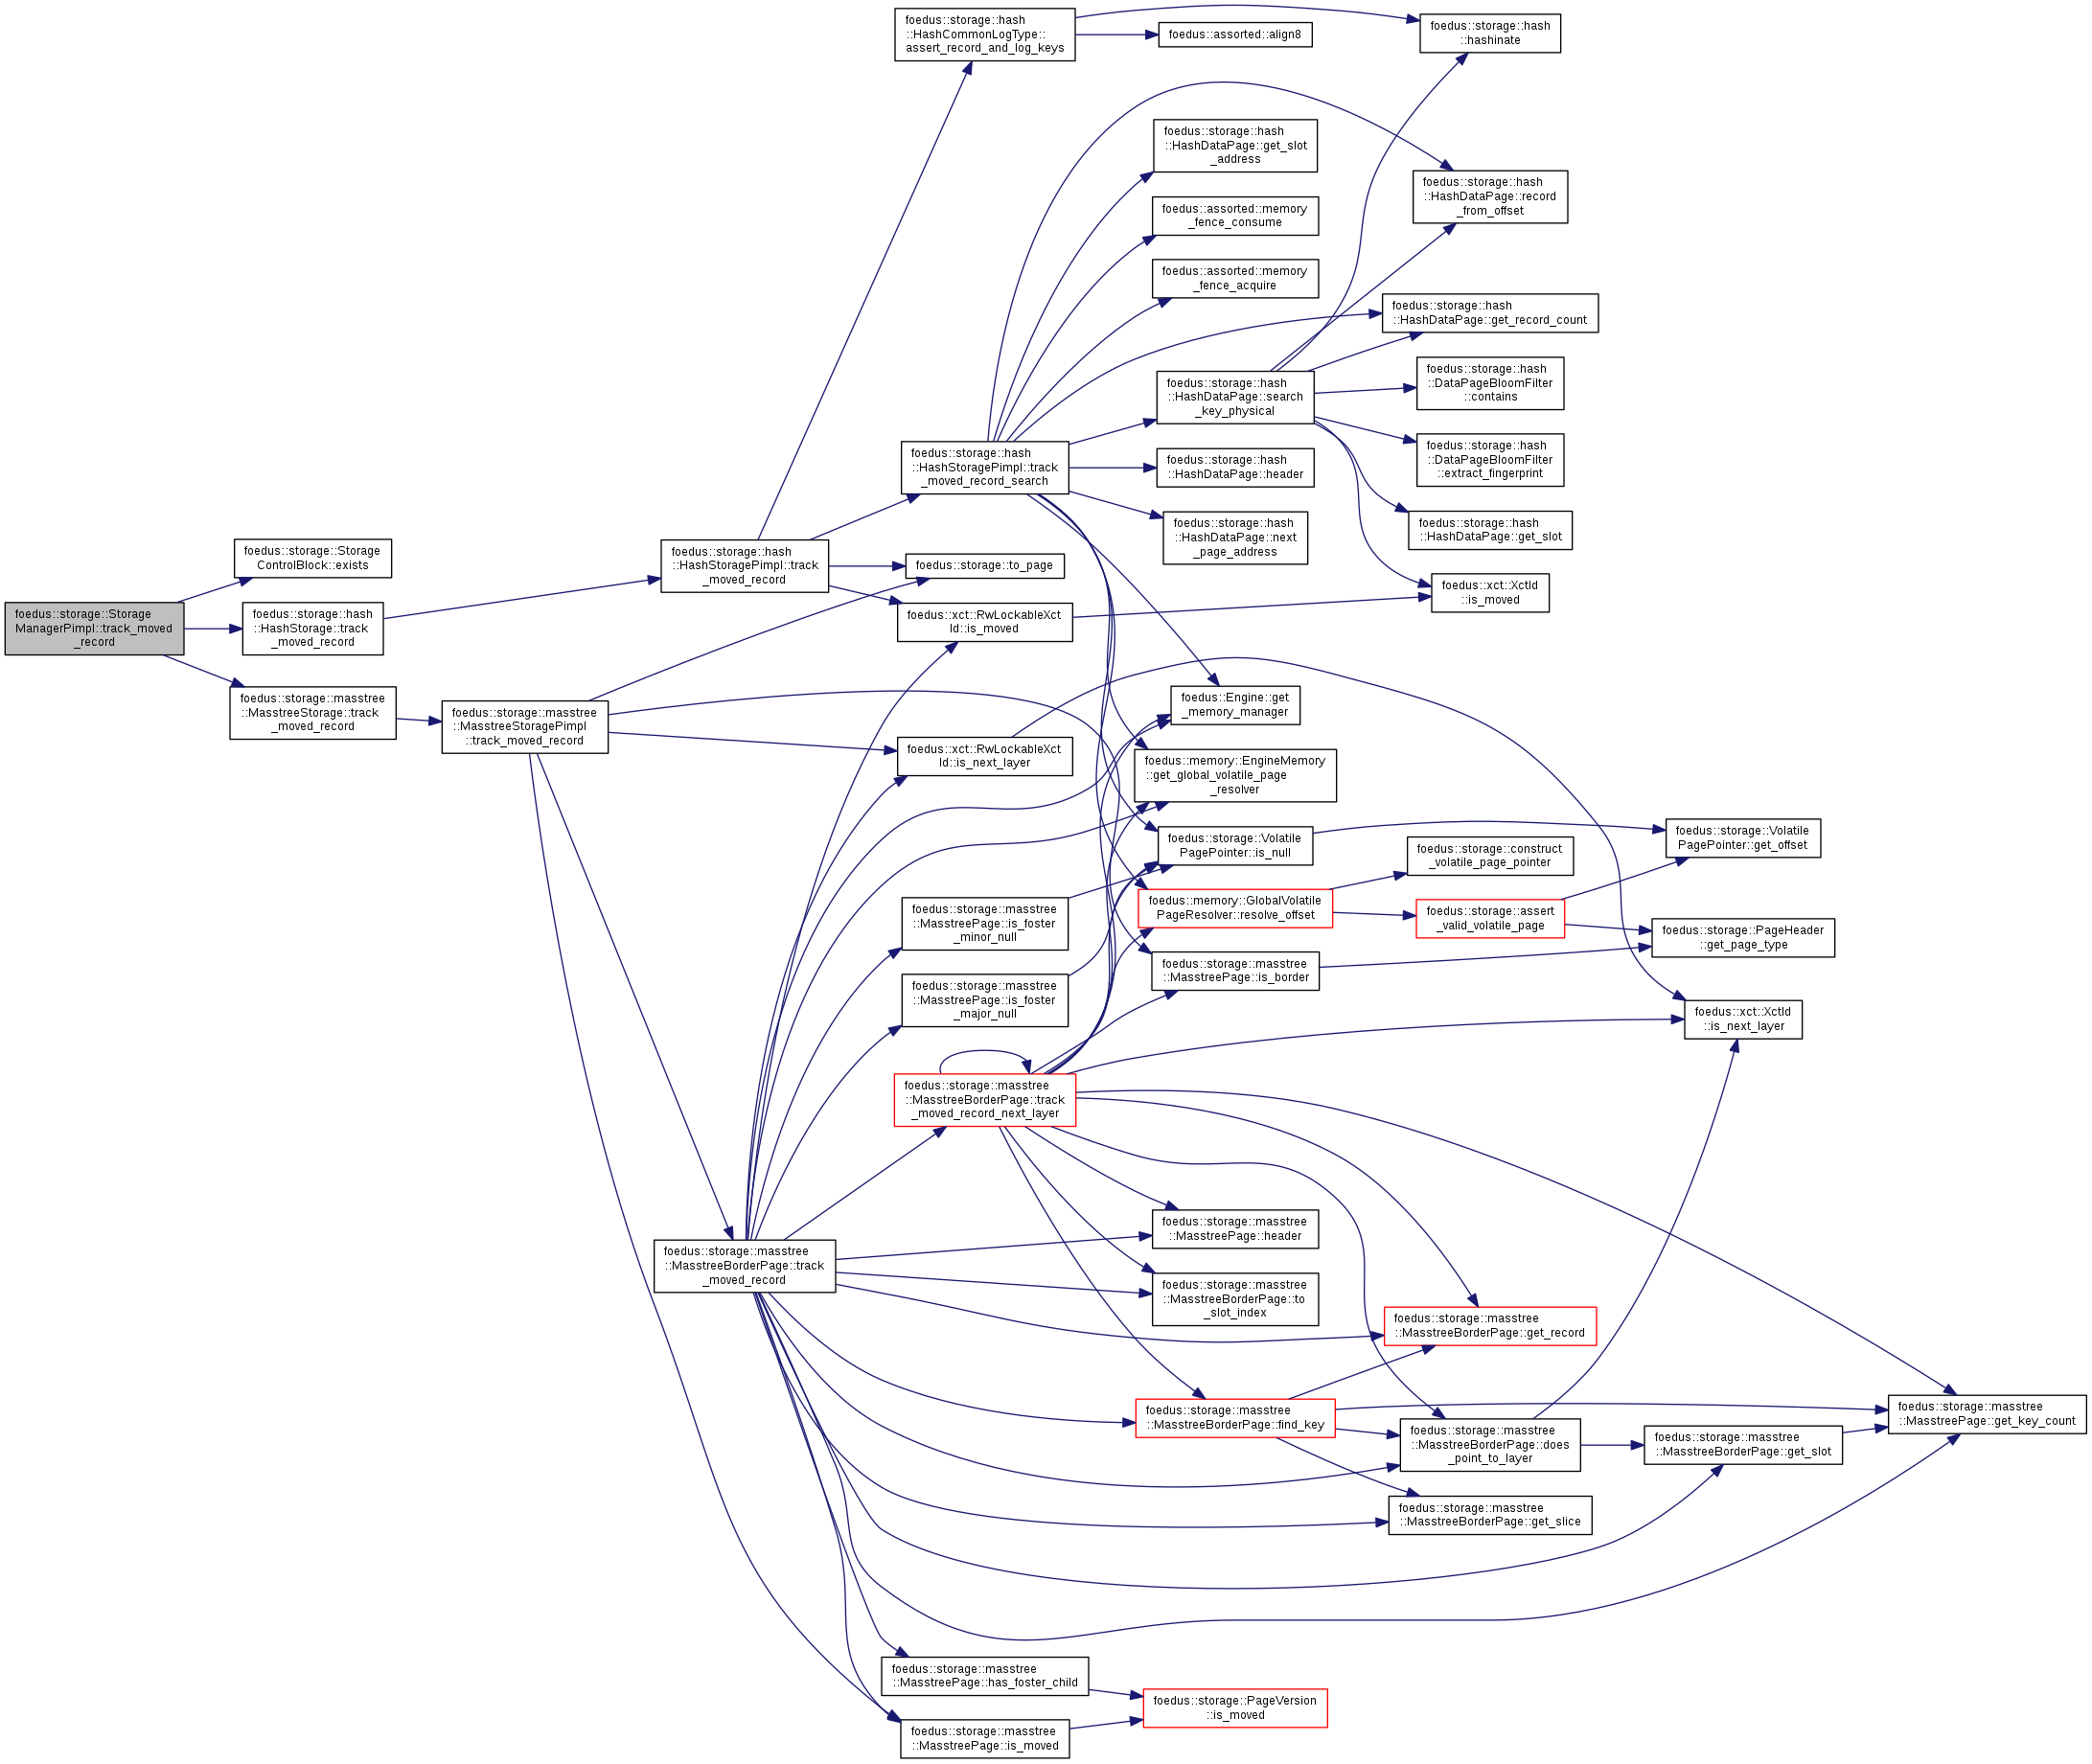 foedus::storage::Storage
ManagerPimpl::track_moved
_record
foedus::storage::Storage
ControlBlock::exists
foedus::storage::hash
::HashStorage::track
_moved_record
foedus::storage::masstree
::MasstreeStorage::track
_moved_record
foedus::storage::masstree
::MasstreeStoragePimpl
::track_moved_record
foedus::storage::hash
::HashStoragePimpl::track
_moved_record
foedus::storage::masstree
::MasstreeBorderPage::track
_moved_record
foedus::storage::hash
::HashCommonLogType::
assert_record_and_log_keys
foedus::storage::hash
::HashStoragePimpl::track
_moved_record_search
foedus::storage::to_page
foedus::xct::RwLockableXct
Id::is_moved
foedus::xct::RwLockableXct
Id::is_next_layer
foedus::storage::masstree
::MasstreePage::is_foster
_minor_null
foedus::storage::masstree
::MasstreePage::is_foster
_major_null
foedus::storage::masstree
::MasstreeBorderPage::track
_moved_record_next_layer
foedus::storage::masstree
::MasstreePage::has_foster_child
foedus::storage::masstree
::MasstreePage::is_moved
foedus::assorted::align8
foedus::storage::hash
::HashDataPage::get_slot
_address
foedus::assorted::memory
_fence_consume
foedus::assorted::memory
_fence_acquire
foedus::storage::hash
::HashDataPage::search
_key_physical
foedus::storage::hash
::HashDataPage::header
foedus::storage::hash
::HashDataPage::next
_page_address
foedus::Engine::get
_memory_manager
foedus::memory::EngineMemory
::get_global_volatile_page
_resolver
foedus::storage::Volatile
PagePointer::is_null
foedus::memory::GlobalVolatile
PageResolver::resolve_offset
foedus::storage::masstree
::MasstreePage::is_border
foedus::storage::masstree
::MasstreePage::header
foedus::storage::masstree
::MasstreeBorderPage::to
_slot_index
foedus::storage::masstree
::MasstreeBorderPage::find_key
foedus::storage::PageVersion
::is_moved
foedus::storage::hash
::hashinate
foedus::storage::hash
::HashDataPage::record
_from_offset
foedus::storage::hash
::HashDataPage::get_record_count
foedus::storage::hash
::DataPageBloomFilter
::contains
foedus::storage::hash
::DataPageBloomFilter
::extract_fingerprint
foedus::storage::hash
::HashDataPage::get_slot
foedus::xct::XctId
::is_moved
foedus::storage::construct
_volatile_page_pointer
foedus::storage::assert
_valid_volatile_page
foedus::storage::masstree
::MasstreeBorderPage::get_record
foedus::storage::masstree
::MasstreeBorderPage::does
_point_to_layer
foedus::storage::masstree
::MasstreeBorderPage::get_slice
foedus::storage::Volatile
PagePointer::get_offset
foedus::storage::PageHeader
::get_page_type
foedus::xct::XctId
::is_next_layer
foedus::storage::masstree
::MasstreeBorderPage::get_slot
foedus::storage::masstree
::MasstreePage::get_key_count